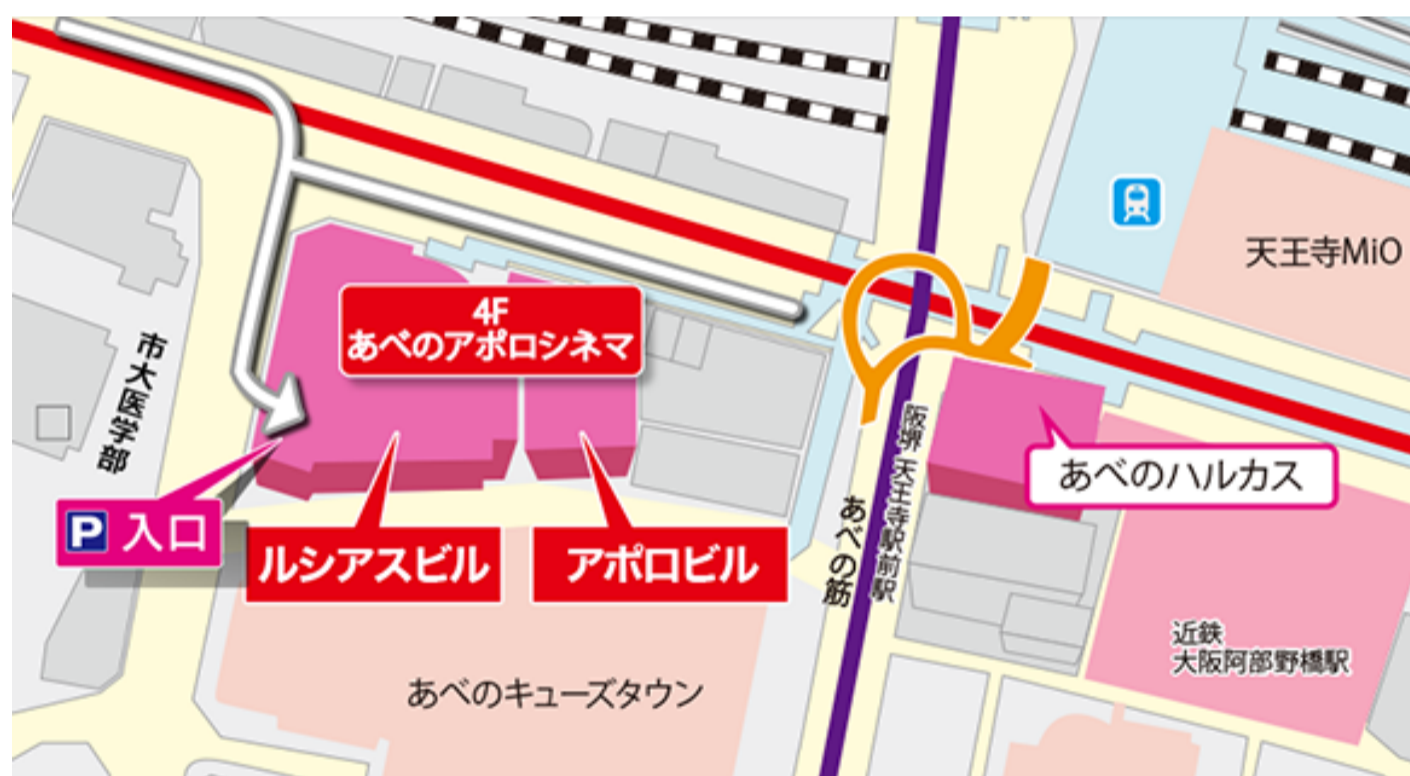 天王寺MiO
4F
あべのアポロシネマ
市大医学部
あべのハルカス
阪堺 天王寺駅前駅
あべの筋
P 入口
ルシアスビル
アポロビル
近鉄
大阪阿部野橋駅
あべのキューズタウン